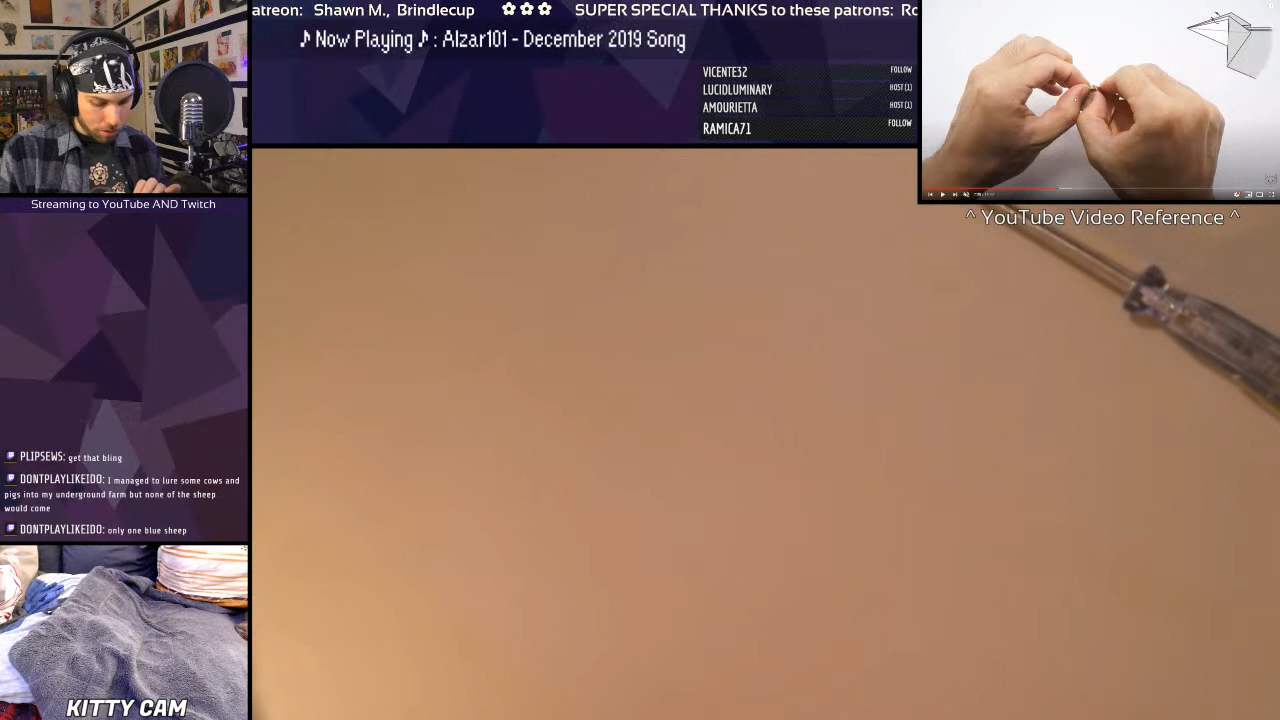 atreon: Shawn M., Brindlecup ✿ ✿ ✿ SUPER SPECIAL THANKS to these patrons: Ro
♪ Now Playing ♪ : Alzar101 - December 2019 Song
VICENTE32 FOLLOW
LUCIDLUMINARY HOST (1)
AMOURIETTA HOST (1)
RAMICA71 FOLLOW
^ YouTube Video Reference ^
Streaming to YouTube AND Twitch
PLIPSEWS: get that bling
DONTPLAYLIKEIDO: I managed to lure some cows and
pigs into my underground farm but none of the sheep
would come
DONTPLAYLIKEIDO: only one blue sheep
KITTY CAM